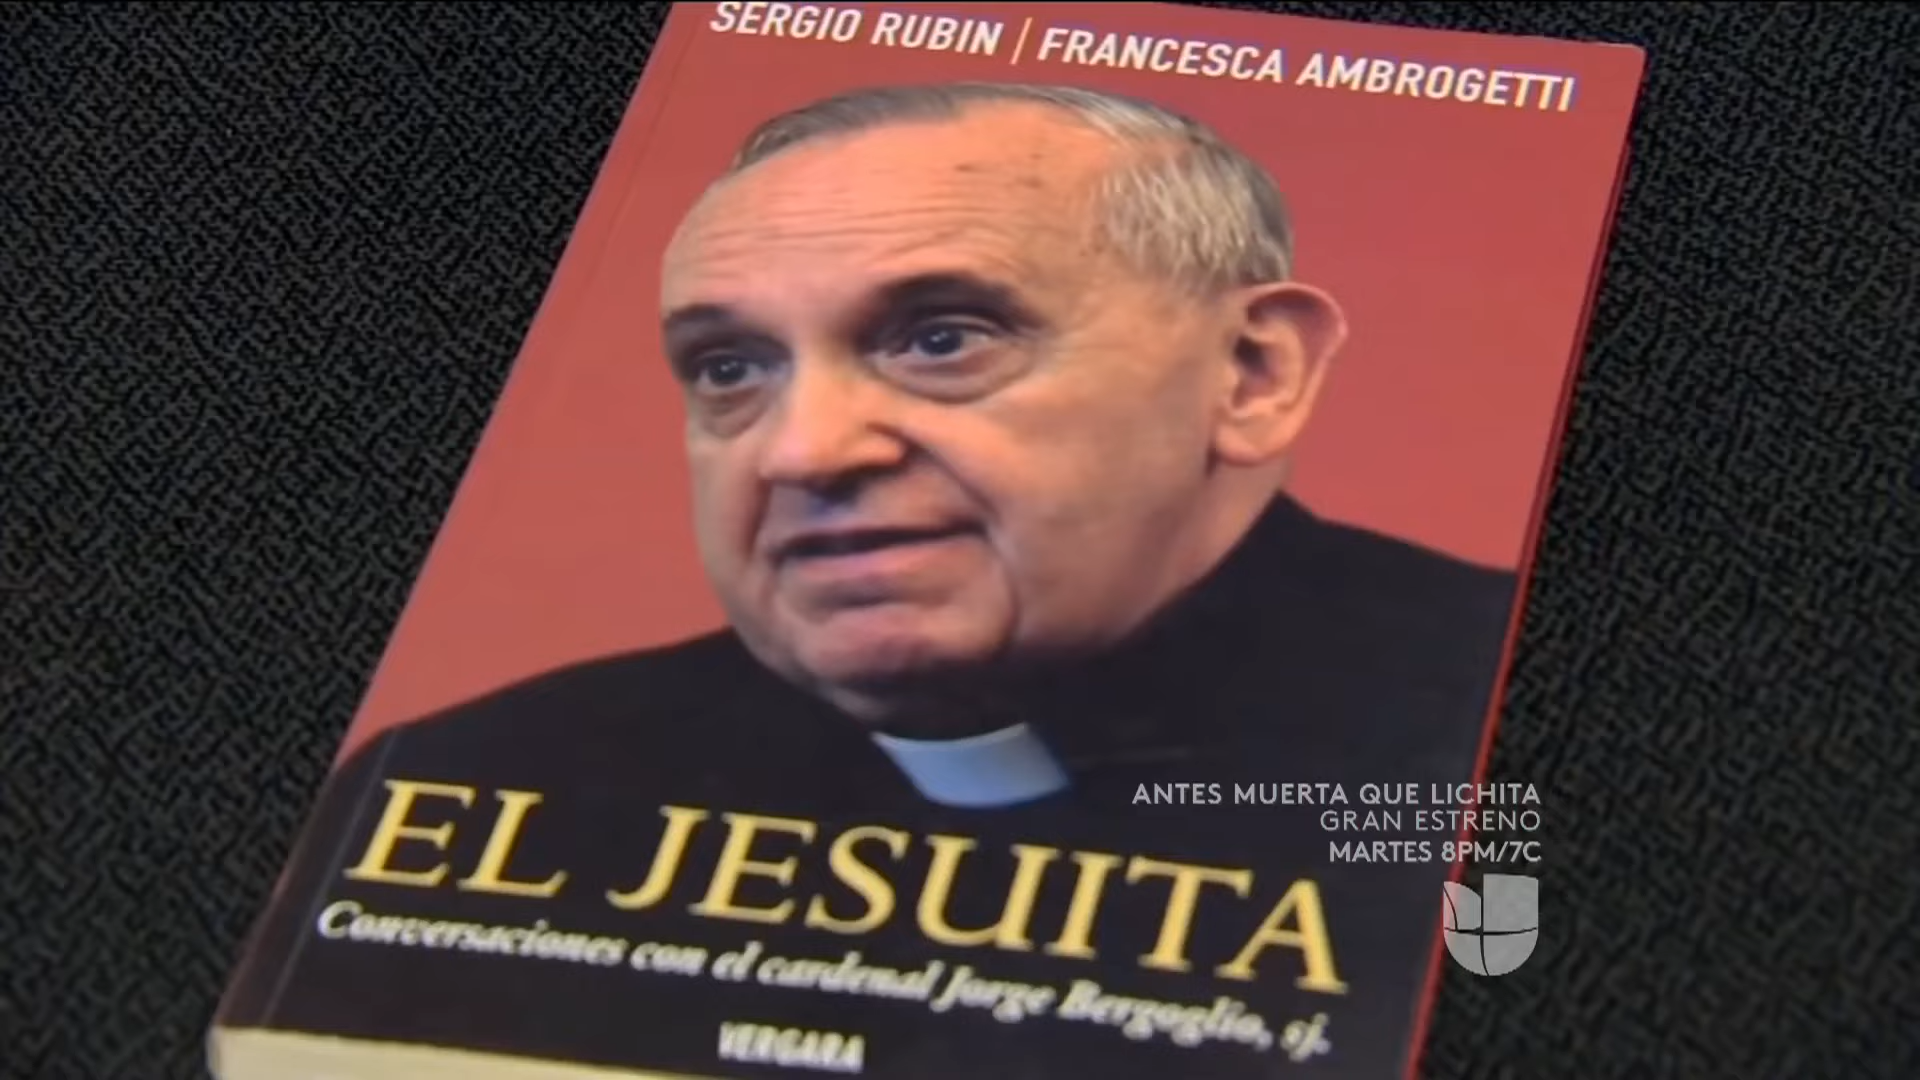 SERGIO RUBIN / FRANCESCA AMBROGETTI
EL JESUITA
Conversaciones con el cardenal Jorge Bergoglio, sj.
VERGARA
ANTES MUERTA QUE LICHITA
GRAN ESTRENO
MARTES 8PM/7C